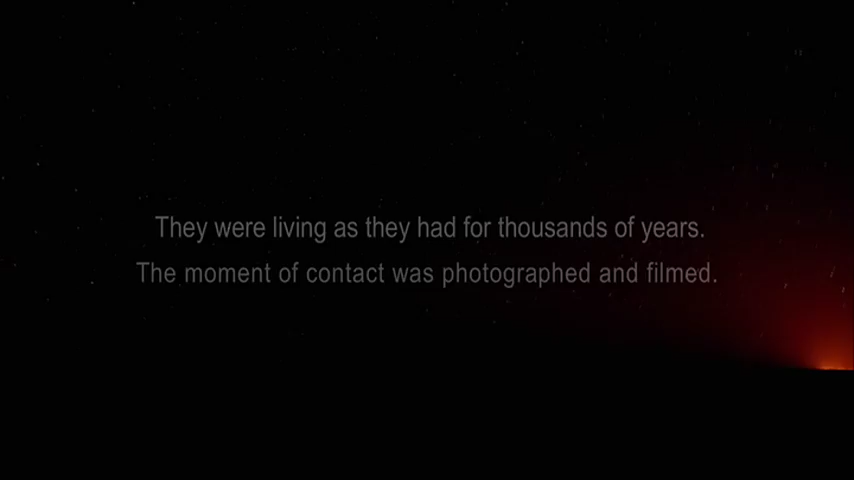 They were living as they had for thousands of years.
The moment of contact was photographed and filmed.